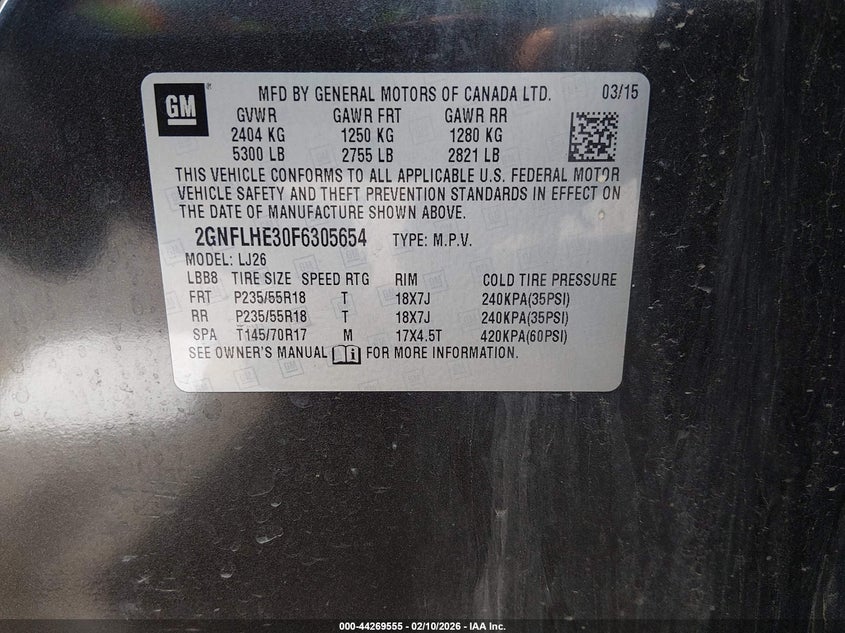 GM
MFD BY GENERAL MOTORS OF CANADA LTD. 03/15
GVWR GAWR FRT GAWR RR
2404 KG 1250 KG 1280 KG
5300 LB 2755 LB 2821 LB
THIS VEHICLE CONFORMS TO ALL APPLICABLE U.S. FEDERAL MOTOR
VEHICLE SAFETY AND THEFT PREVENTION STANDARDS IN EFFECT ON
THE DATE OF MANUFACTURE SHOWN ABOVE.
2GNFLHE30F6305654 TYPE: M.P.V.
MODEL: LJ26
LBB8 TIRE SIZE SPEED RTG RIM COLD TIRE PRESSURE
FRT P235/55R18 T 18X7J 240KPA(35PSI)
RR P235/55R18 T 18X7J 240KPA(35PSI)
SPA T145/70R17 M 17X4.5T 420KPA(60PSI)
SEE OWNER'S MANUAL FOR MORE INFORMATION.
000-44269555 - 02/10/2026 - IAA Inc.